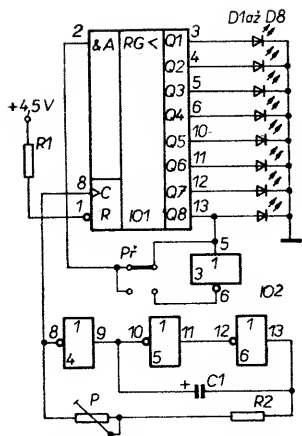 D1až D8
2 &A RG< Q1 3
Q2 4
Q3 5
+4,5V Q4 6
R1 Q5 10
Q6 11
8 C Q7 12
1 R IO1 Q8 13
Př 5
1
3
6
IO2
8 1 9 10 1 11 12 1 13
4 5 6
+ C1
P R2